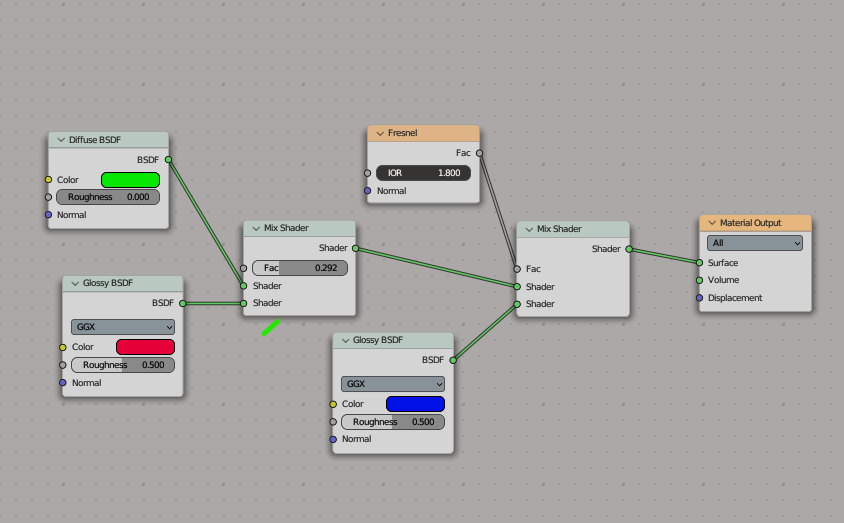 Diffuse BSDF
BSDF
Color
Roughness 0.000
Normal
Glossy BSDF
BSDF
GGX
Color
Roughness 0.500
Normal
Mix Shader
Shader
Fac 0.292
Shader
Shader
Fresnel
Fac
IOR 1.800
Normal
Glossy BSDF
BSDF
GGX
Color
Roughness 0.500
Normal
Mix Shader
Shader
Fac
Shader
Shader
Material Output
All
Surface
Volume
Displacement